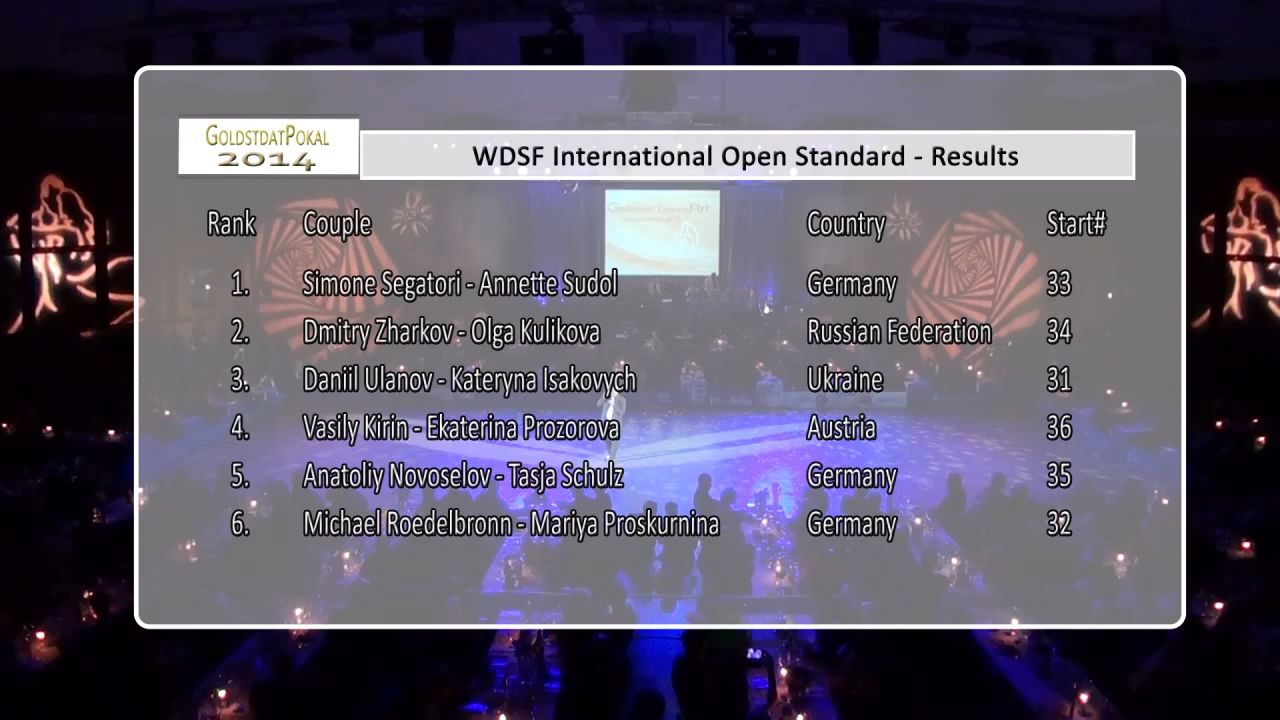 GOLDSTDATPOKAL
2014
WDSF International Open Standard - Results
Rank Couple Country Start#
1. Simone Segatori - Annette Sudol Germany 33
2. Dmitry Zharkov - Olga Kulikova Russian Federation 34
3. Daniil Ulanov - Kateryna Isakovych Ukraine 31
4. Vasily Kirin - Ekaterina Prozorova Austria 36
5. Anatoliy Novoselov - Tasja Schulz Germany 35
6. Michael Roedelbronn - Mariya Proskurnina Germany 32